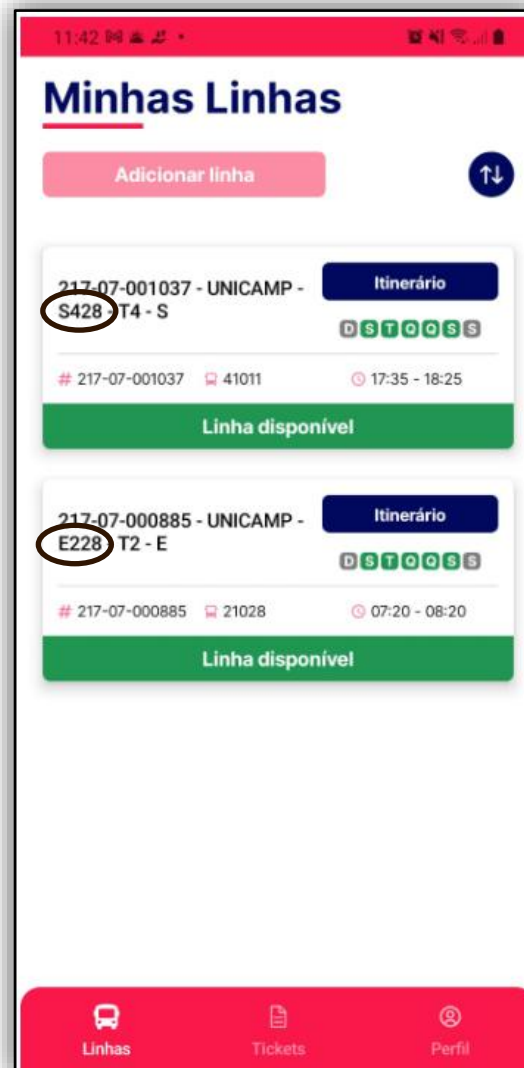 11:42
Minhas Linhas
Adicionar linha
217-07-001037 - UNICAMP -
S428 - T4 - S
Itinerário
D S T Q Q S S
# 217-07-001037 41011 17:35 - 18:25
Linha disponível
217-07-000885 - UNICAMP -
E228 - T2 - E
Itinerário
D S T Q Q S S
# 217-07-000885 21028 07:20 - 08:20
Linha disponível
Linhas Tickets Perfil